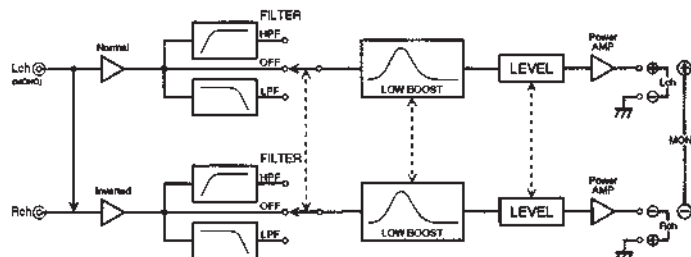 FILTER
HPF
Normal
Power
AMP
Lch
(MONO)
OFF
LEVEL
Lch
LOW BOOST
LPF
MON
FILTER
HPF
Inverted
Power
AMP
Rch
OFF
LEVEL
Rch
LOW BOOST
LPF